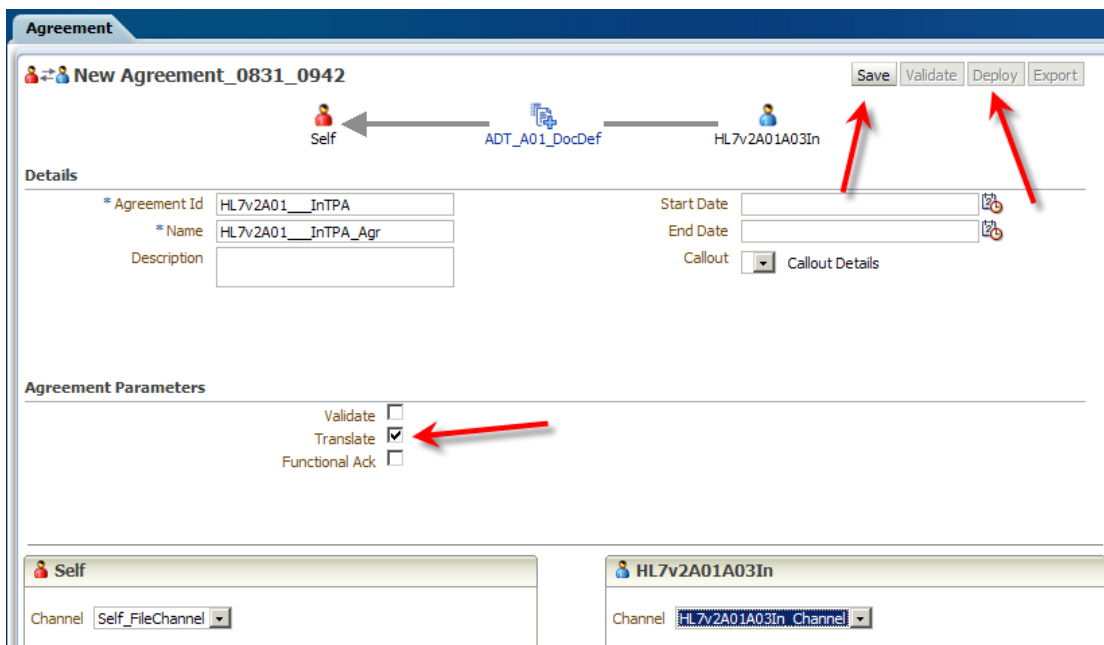 Agreement
New Agreement_0831_0942
Save Validate Deploy Export
Self ADT_A01_DocDef HL7v2A01A03In
Details
* Agreement Id HL7v2A01___InTPA Start Date
* Name HL7v2A01___InTPA_Agr End Date
Description Callout Callout Details
Agreement Parameters
Validate
Translate
Functional Ack
Self HL7v2A01A03In
Channel Self_FileChannel Channel HL7v2A01A03In_Channel